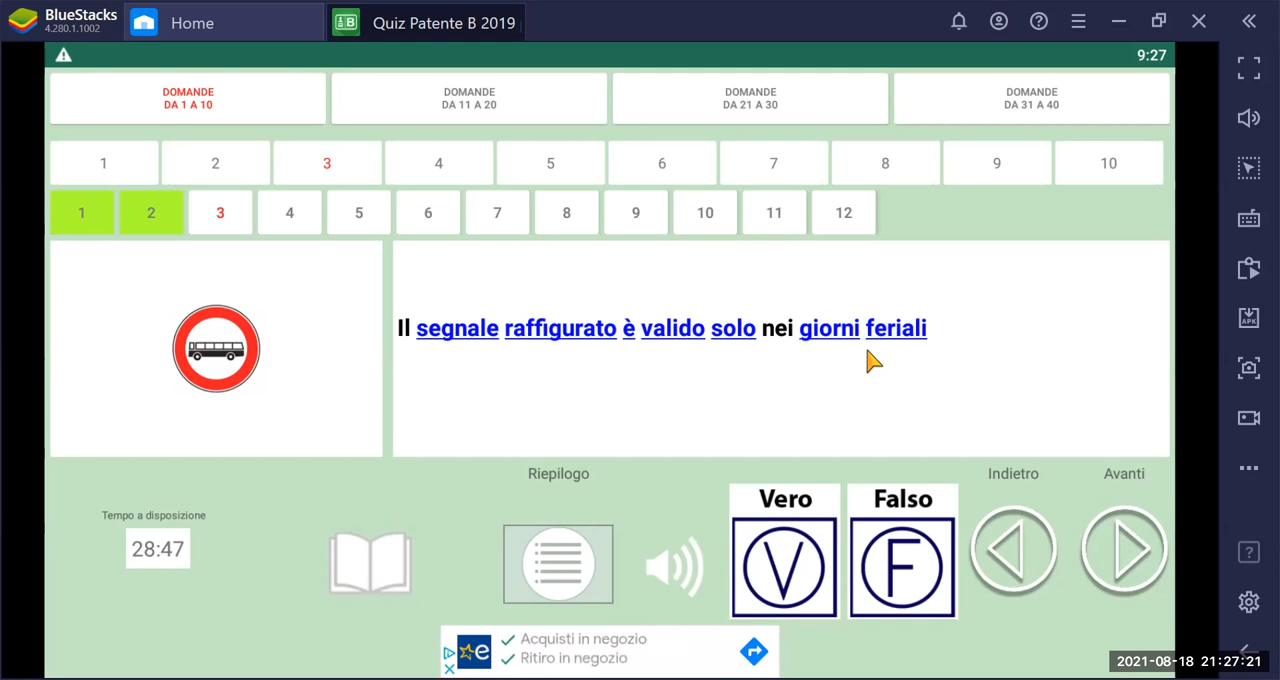 BlueStacks
4.280.1.1002
Home
Quiz Patente B 2019
9:27
DOMANDE
DA 1 A 10
DOMANDE
DA 11 A 20
DOMANDE
DA 21 A 30
DOMANDE
DA 31 A 40
1 2 3 4 5 6 7 8 9 10
1 2 3 4 5 6 7 8 9 10 11 12
Il segnale raffigurato è valido solo nei giorni feriali
Riepilogo
Indietro
Avanti
Tempo a disposizione
28:47
Vero
V
Falso
F
Acquisti in negozio
Ritiro in negozio
2021-08-18 21:27:21